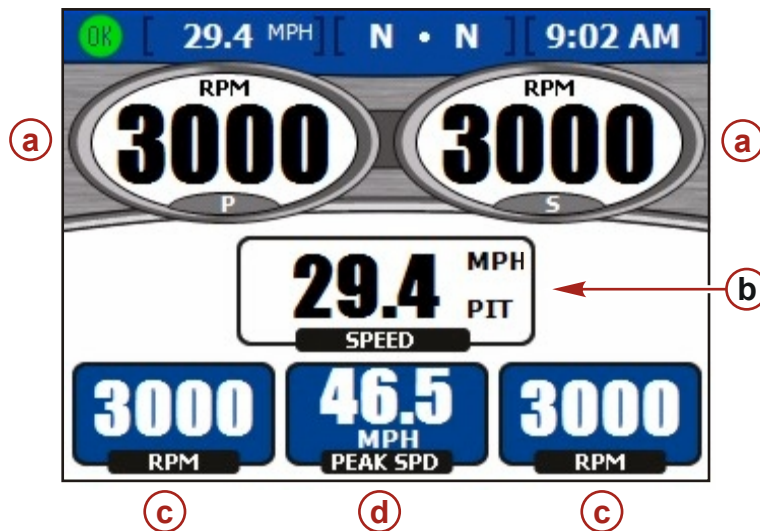 OK [ 29.4 MPH ] [ N • N ] [ 9:02 AM ]
RPM RPM
a 3000 3000 a
P S
29.4 MPH
PIT b
SPEED
3000 46.5 3000
MPH
RPM PEAK SPD RPM
c d c